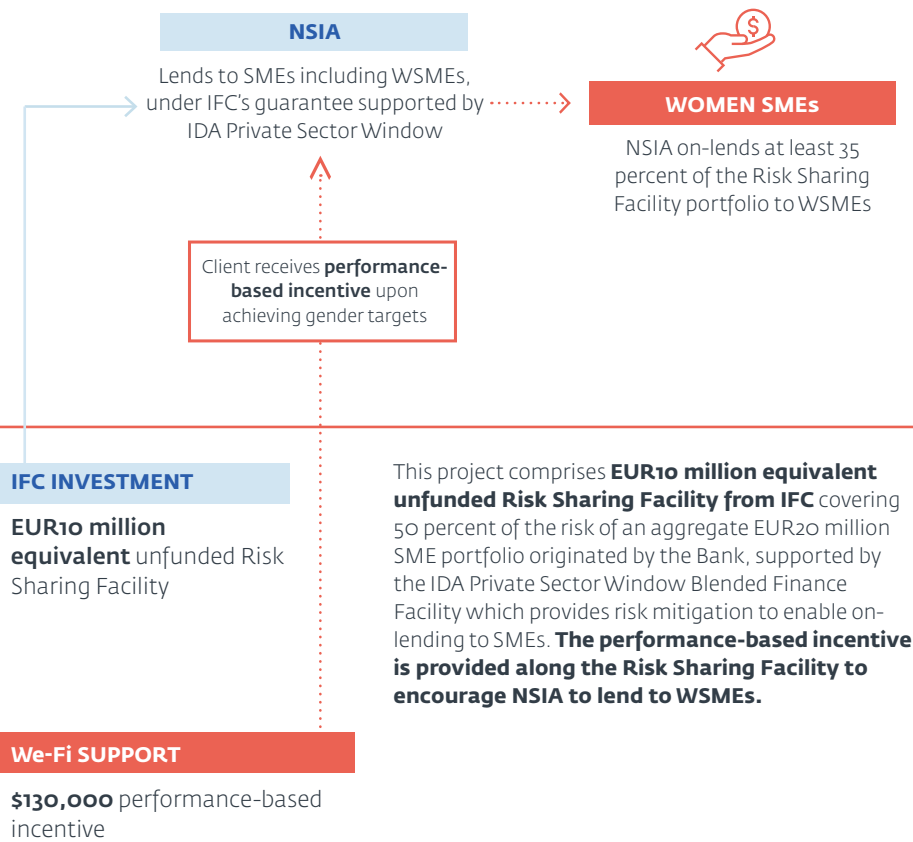 NSIA
Lends to SMEs including WSMEs,
under IFC's guarantee supported by
IDA Private Sector Window
$
WOMEN SMEs
NSIA on-lends at least 35
percent of the Risk Sharing
Facility portfolio to WSMEs
Client receives performance-
based incentive upon
achieving gender targets
IFC INVESTMENT
EUR10 million
equivalent unfunded Risk
Sharing Facility
This project comprises EUR10 million equivalent
unfunded Risk Sharing Facility from IFC covering
50 percent of the risk of an aggregate EUR20 million
SME portfolio originated by the Bank, supported by
the IDA Private Sector Window Blended Finance
Facility which provides risk mitigation to enable on-
lending to SMEs. The performance-based incentive
is provided along the Risk Sharing Facility to
encourage NSIA to lend to WSMEs.
We-Fi SUPPORT
$130,000 performance-based
incentive